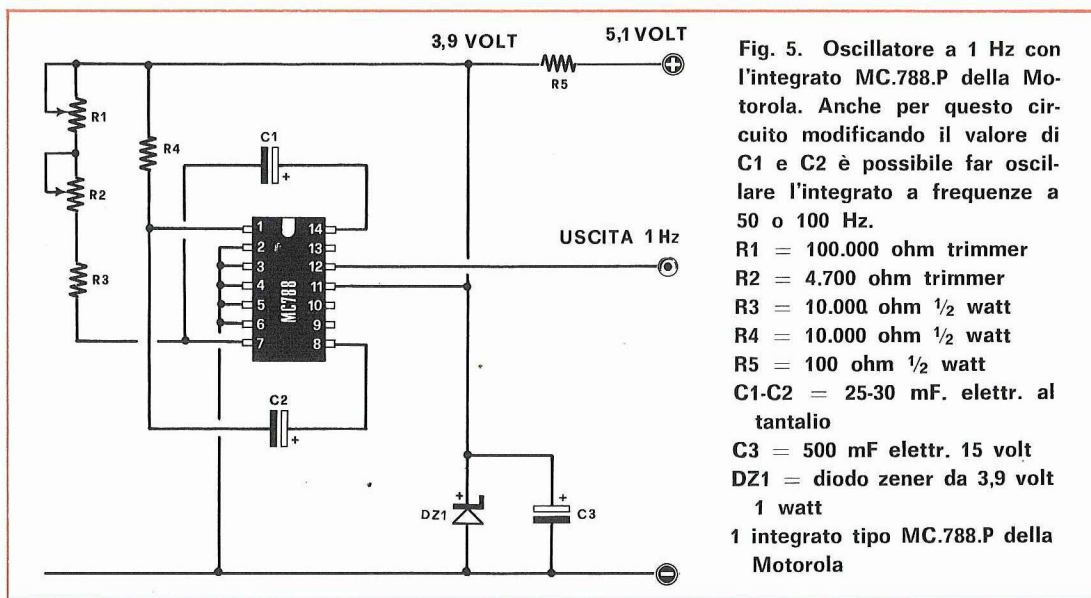 3,9 VOLT
5,1 VOLT
R5
R1
R4
R2
R3
C1
+
1
2
3
4
5
6
7
14
13
12
11
10
9
8
MC788
USCITA 1 Hz
C2
+
+
DZ1
+
C3
Fig. 5. Oscillatore a 1 Hz con
l'integrato MC.788.P della Mo-
torola. Anche per questo cir-
cuito modificando il valore di
C1 e C2 è possibile far oscil-
lare l'integrato a frequenze a
50 o 100 Hz.
R1 = 100.000 ohm trimmer
R2 = 4.700 ohm trimmer
R3 = 10.000 ohm ½ watt
R4 = 10.000 ohm ½ watt
R5 = 100 ohm ½ watt
C1-C2 = 25-30 mF. elettr. al
tantalio
C3 = 500 mF elettr. 15 volt
DZ1 = diodo zener da 3,9 volt
1 watt
1 integrato tipo MC.788.P della
Motorola